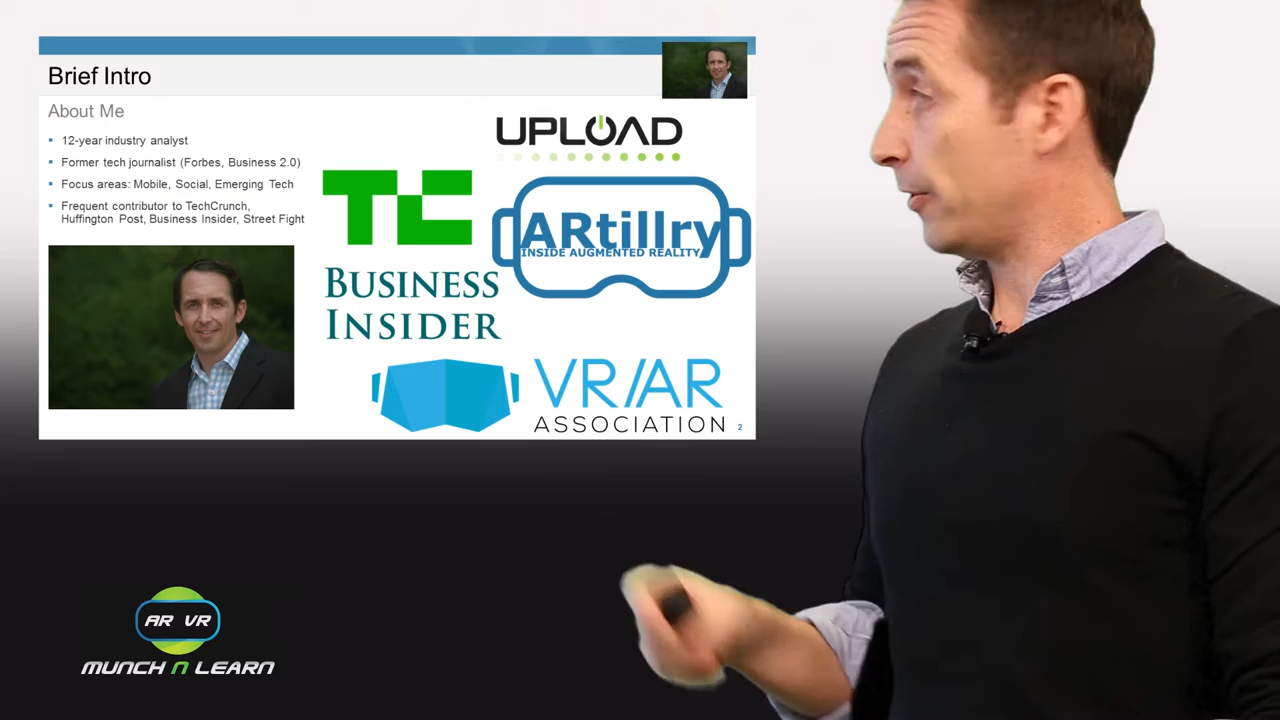 Brief Intro
About Me
12-year industry analyst
Former tech journalist (Forbes, Business 2.0)
Focus areas: Mobile, Social, Emerging Tech
Frequent contributor to TechCrunch,
Huffington Post, Business Insider, Street Fight
UPLOAD
TC
ARtillry
INSIDE AUGMENTED REALITY
BUSINESS
INSIDER
VR/AR
ASSOCIATION
2
AR VR
MUNCH N LEARN